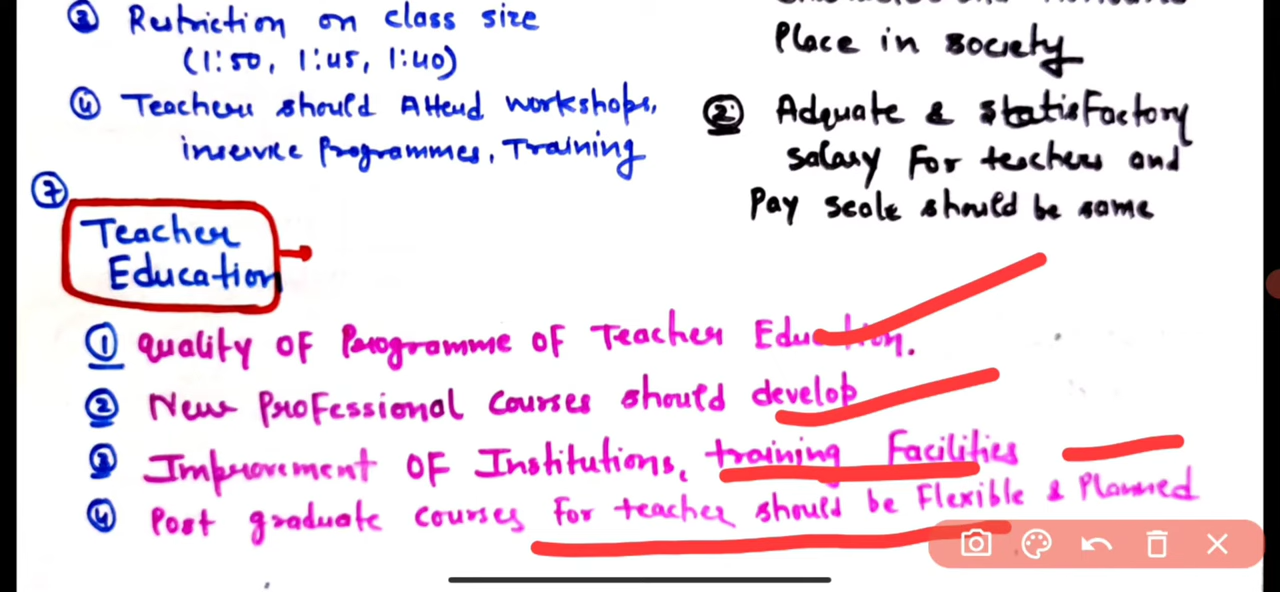 ③ Restriction on class size
(1:50, 1:45, 1:40)
④ Teachers should Attend workshops,
inservice Programmes, Training
Place in society
② Adquate & statisFactory
salary For teachers and
Pay scale should be same
⑦
Teacher
Education
① Quality OF Programme OF Teacher Education.
② New ProFessional Courses should develop
③ Improvement OF Institutions, training Facilities
④ Post graduate courses For teacher should be Flexible & Planned